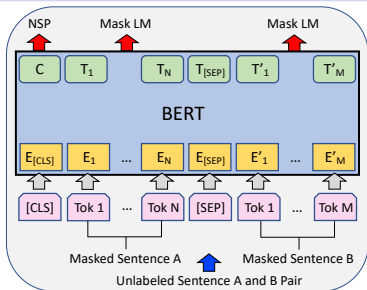 NSP Mask LM Mask LM
C T1 TN T[SEP] T'1 T'M
BERT
E[CLS] E1 ... EN E[SEP] E'1 ... E'M
[CLS] Tok 1 ... Tok N [SEP] Tok 1 ... Tok M
Masked Sentence A Masked Sentence B
Unlabeled Sentence A and B Pair